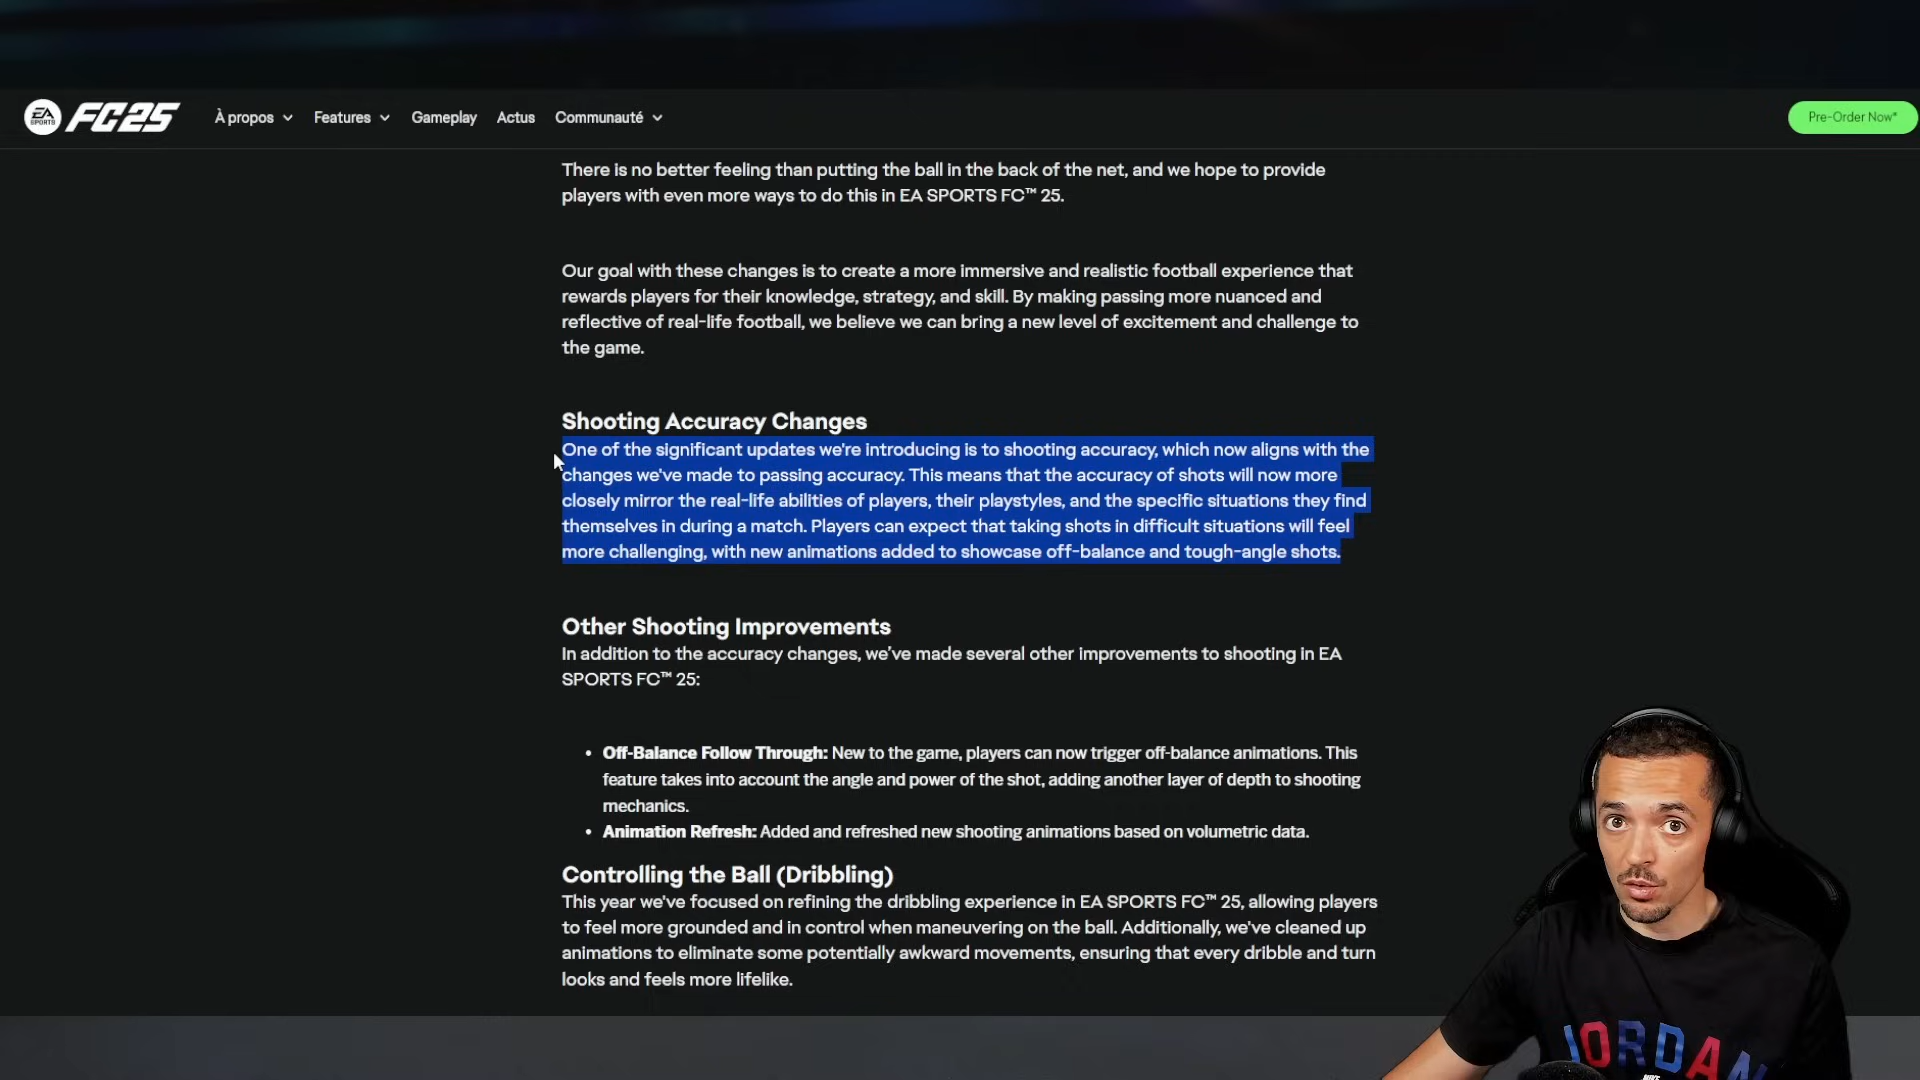 EA SPORTS FC25 À propos Features Gameplay Actus Communauté Pre-Order Now*
There is no better feeling than putting the ball in the back of the net, and we hope to provide
players with even more ways to do this in EA SPORTS FC™ 25.
Our goal with these changes is to create a more immersive and realistic football experience that
rewards players for their knowledge, strategy, and skill. By making passing more nuanced and
reflective of real-life football, we believe we can bring a new level of excitement and challenge to
the game.
Shooting Accuracy Changes
One of the significant updates we're introducing is to shooting accuracy, which now aligns with the
changes we've made to passing accuracy. This means that the accuracy of shots will now more
closely mirror the real-life abilities of players, their playstyles, and the specific situations they find
themselves in during a match. Players can expect that taking shots in difficult situations will feel
more challenging, with new animations added to showcase off-balance and tough-angle shots.
Other Shooting Improvements
In addition to the accuracy changes, we've made several other improvements to shooting in EA
SPORTS FC™ 25:
• Off-Balance Follow Through: New to the game, players can now trigger off-balance animations. This
feature takes into account the angle and power of the shot, adding another layer of depth to shooting
mechanics.
• Animation Refresh: Added and refreshed new shooting animations based on volumetric data.
Controlling the Ball (Dribbling)
This year we've focused on refining the dribbling experience in EA SPORTS FC™ 25, allowing players
to feel more grounded and in control when maneuvering on the ball. Additionally, we've cleaned up
animations to eliminate some potentially awkward movements, ensuring that every dribble and turn
looks and feels more lifelike.
JORDAN
NIKE